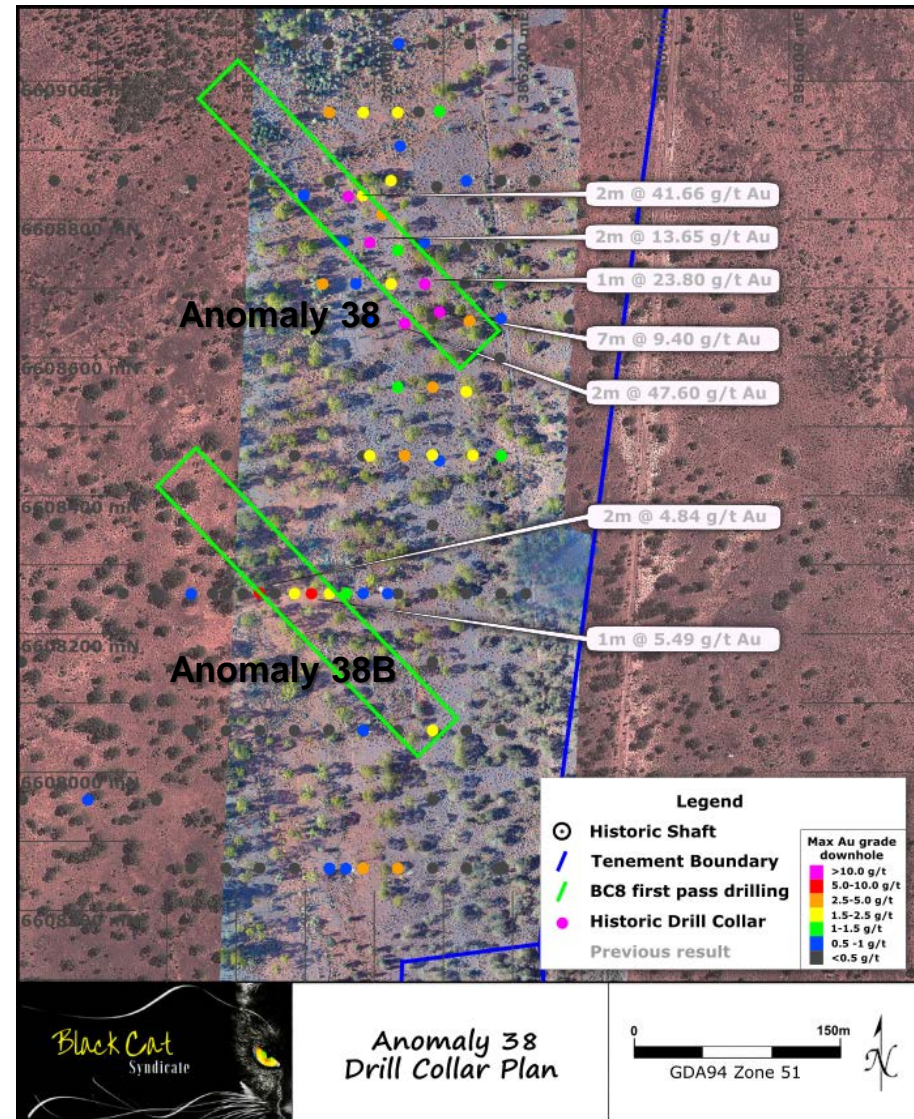 6609000 mN
386200 mE
2m @ 41.66 g/t Au
6608800 mN
2m @ 13.65 g/t Au
1m @ 23.80 g/t Au
Anomaly 38
7m @ 9.40 g/t Au
6608600 mN
2m @ 47.60 g/t Au
6608400 mN
2m @ 4.84 g/t Au
6608200 mN
1m @ 5.49 g/t Au
Anomaly 38B
6608000 mN
Legend
Historic Shaft
Tenement Boundary
BC8 first pass drilling
Historic Drill Collar
Previous result
Max Au grade
downhole
>10.0 g/t
5.0-10.0 g/t
2.5-5.0 g/t
1.5-2.5 g/t
1-1.5 g/t
0.5 -1 g/t
<0.5 g/t
Black Cat
Syndicate
Anomaly 38
Drill Collar Plan
0 150m
GDA94 Zone 51
N